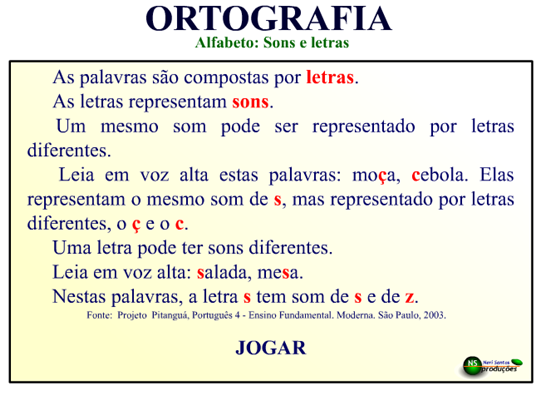 ORTOGRAFIA
Alfabeto: Sons e letras
As palavras são compostas por letras.
As letras representam sons.
Um mesmo som pode ser representado por letras
diferentes.
Leia em voz alta estas palavras: moça, cebola. Elas
representam o mesmo som de s, mas representado por letras
diferentes, o ç e o c.
Uma letra pode ter sons diferentes.
Leia em voz alta: salada, mesa.
Nestas palavras, a letra s tem som de s e de z.
Fonte: Projeto Pitanguá, Português 4 - Ensino Fundamental. Moderna. São Paulo, 2003.
JOGAR
NS Neri Santos
produções